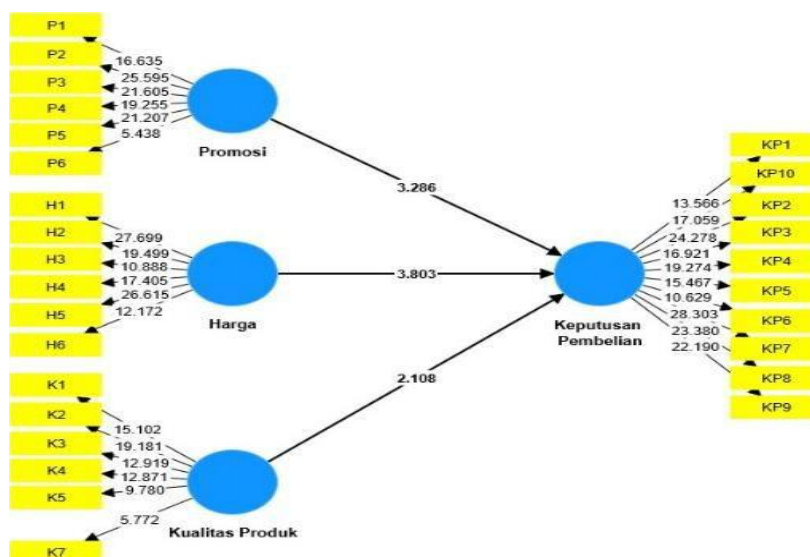 P1
P2
P3
P4
P5
P6
16.635
25.595
21.605
19.255
21.207
5.438
Promosi
H1
H2
H3
H4
H5
H6
27.699
19.499
10.888
17.405
26.615
12.172
Harga
K1
K2
K3
K4
K5
K7
15.102
19.181
12.919
12.871
9.780
5.772
Kualitas Produk
3.286
3.803
2.108
Keputusan
Pembelian
13.566
17.059
24.278
16.921
19.274
15.467
10.629
28.303
23.380
22.190
KP1
KP10
KP2
KP3
KP4
KP5
KP6
KP7
KP8
KP9